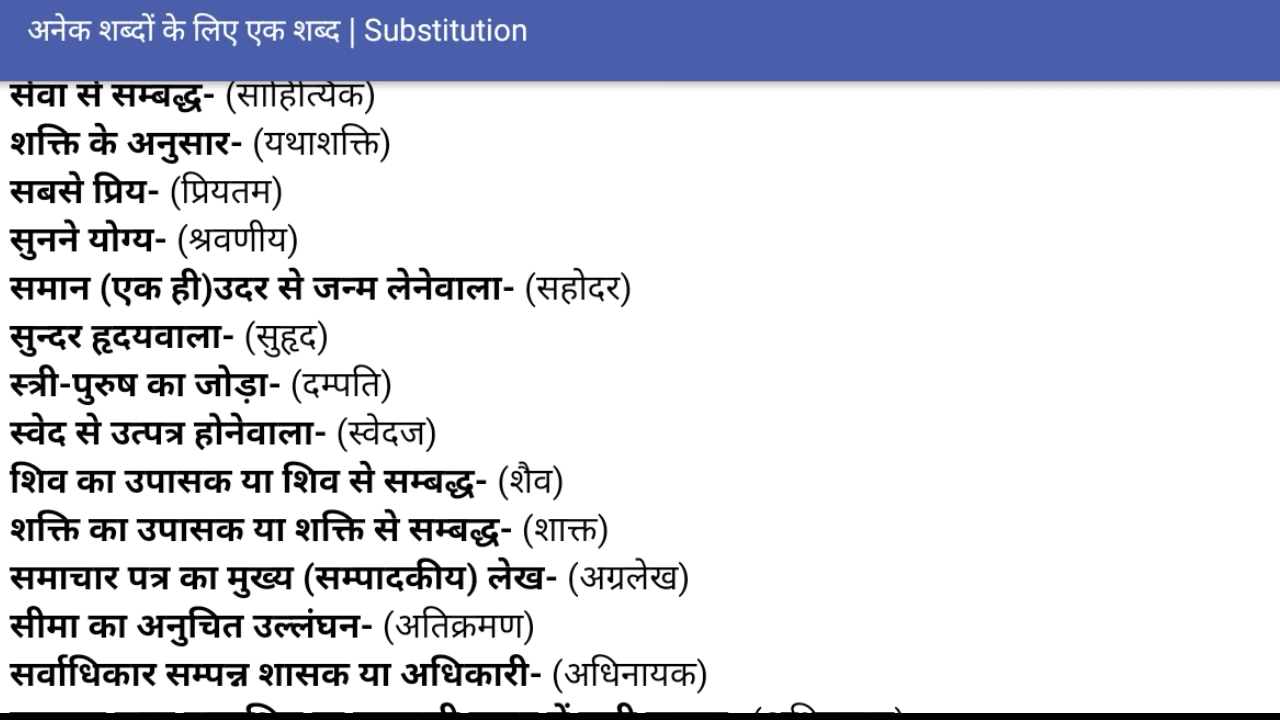 अनेक शब्दों के लिए एक शब्द | Substitution
सेवा से सम्बद्ध- (साहित्यिक)
शक्ति के अनुसार- (यथाशक्ति)
सबसे प्रिय- (प्रियतम)
सुनने योग्य- (श्रवणीय)
समान (एक ही)उदर से जन्म लेनेवाला- (सहोदर)
सुन्दर हृदयवाला- (सुहृद)
स्त्री-पुरुष का जोड़ा- (दम्पति)
स्वेद से उत्पत्र होनेवाला- (स्वेदज)
शिव का उपासक या शिव से सम्बद्ध- (शैव)
शक्ति का उपासक या शक्ति से सम्बद्ध- (शाक्त)
समाचार पत्र का मुख्य (सम्पादकीय) लेख- (अग्रलेख)
सीमा का अनुचित उल्लंघन- (अतिक्रमण)
सर्वाधिकार सम्पन्न शासक या अधिकारी- (अधिनायक)